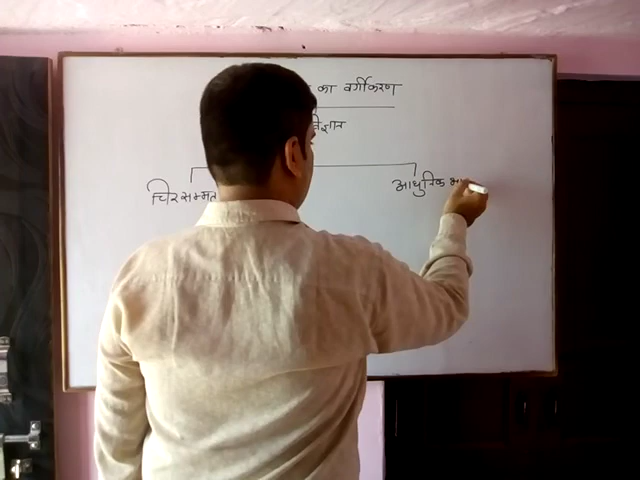 का वर्गीकरण
विज्ञान
चिरसम्मत
आधुनिक